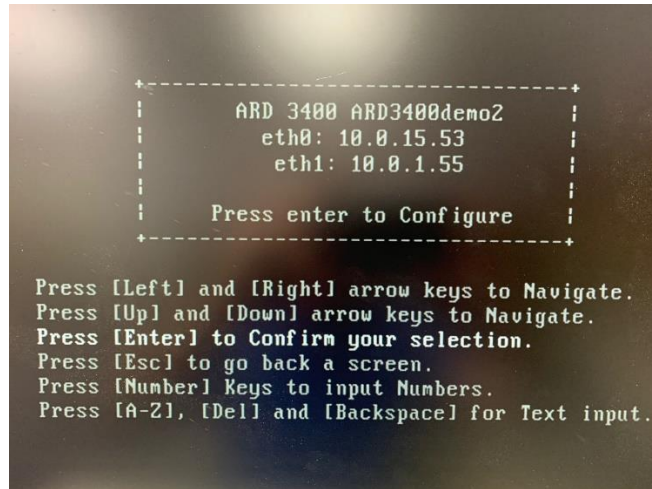 ARD 3400 ARD3400demo2
eth0: 10.0.15.53
eth1: 10.0.1.55
Press enter to Configure
Press [Left] and [Right] arrow keys to Navigate.
Press [Up] and [Down] arrow keys to Navigate.
Press [Enter] to Confirm your selection.
Press [Esc] to go back a screen.
Press [Number] Keys to input Numbers.
Press [A-Z], [Del] and [Backspace] for Text input.